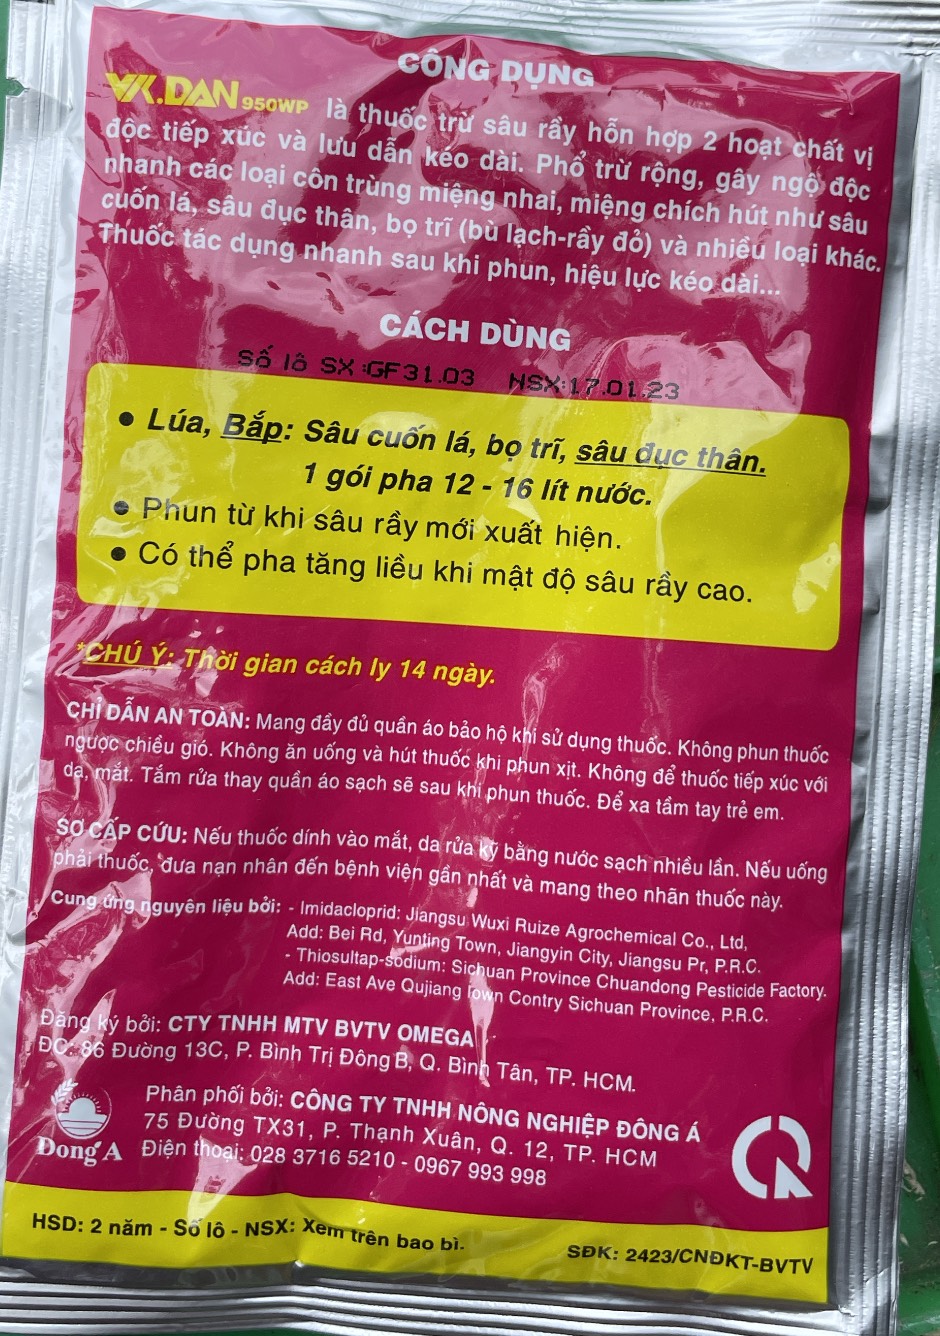 CÔNG DỤNG
VK.DAN 950WP là thuốc trừ sâu rầy hỗn hợp 2 hoạt chất vị
độc tiếp xúc và lưu dẫn kéo dài. Phổ trừ rộng, gây ngộ độc
nhanh các loại côn trùng miệng nhai, miệng chích hút như sâu
cuốn lá, sâu đục thân, bọ trĩ (bù lạch-rầy đỏ) và nhiều loại khác.
Thuốc tác dụng nhanh sau khi phun, hiệu lực kéo dài...
CÁCH DÙNG
Số lô SX :GF31.03 NSX:17.01.23
• Lúa, Bắp: Sâu cuốn lá, bọ trĩ, sâu đục thân.
1 gói pha 12 - 16 lít nước.
• Phun từ khi sâu rầy mới xuất hiện.
• Có thể pha tăng liều khi mật độ sâu rầy cao.
*CHÚ Ý: Thời gian cách ly 14 ngày.
CHỈ DẪN AN TOÀN: Mang đầy đủ quần áo bảo hộ khi sử dụng thuốc. Không phun thuốc
ngược chiều gió. Không ăn uống và hút thuốc khi phun xịt. Không để thuốc tiếp xúc với
da, mắt. Tắm rửa thay quần áo sạch sẽ sau khi phun thuốc. Để xa tầm tay trẻ em.
SƠ CẤP CỨU: Nếu thuốc dính vào mắt, da rửa kỹ bằng nước sạch nhiều lần. Nếu uống
phải thuốc, đưa nạn nhân đến bệnh viện gần nhất và mang theo nhãn thuốc này.
Cung ứng nguyên liệu bởi: - Imidacloprid: Jiangsu Wuxi Ruize Agrochemical Co., Ltd,
Add: Bei Rd, Yunting Town, Jiangyin City, Jiangsu Pr, P.R.C.
- Thiosultap-sodium: Sichuan Province Chuandong Pesticide Factory.
Add: East Ave Qujiang Town Contry Sichuan Province, P.R.C.
Đăng ký bởi: CTY TNHH MTV BVTV OMEGA
ĐC: 86 Đường 13C, P. Bình Trị Đông B, Q. Bình Tân, TP. HCM.
Phân phối bởi: CÔNG TY TNHH NÔNG NGHIỆP ĐÔNG Á
75 Đường TX31, P. Thạnh Xuân, Q. 12, TP. HCM
Dong A Điện thoại: 028 3716 5210 - 0967 993 998
HSD: 2 năm - Số lô - NSX: Xem trên bao bì.
SĐK: 2423/CNĐKT-BVTV